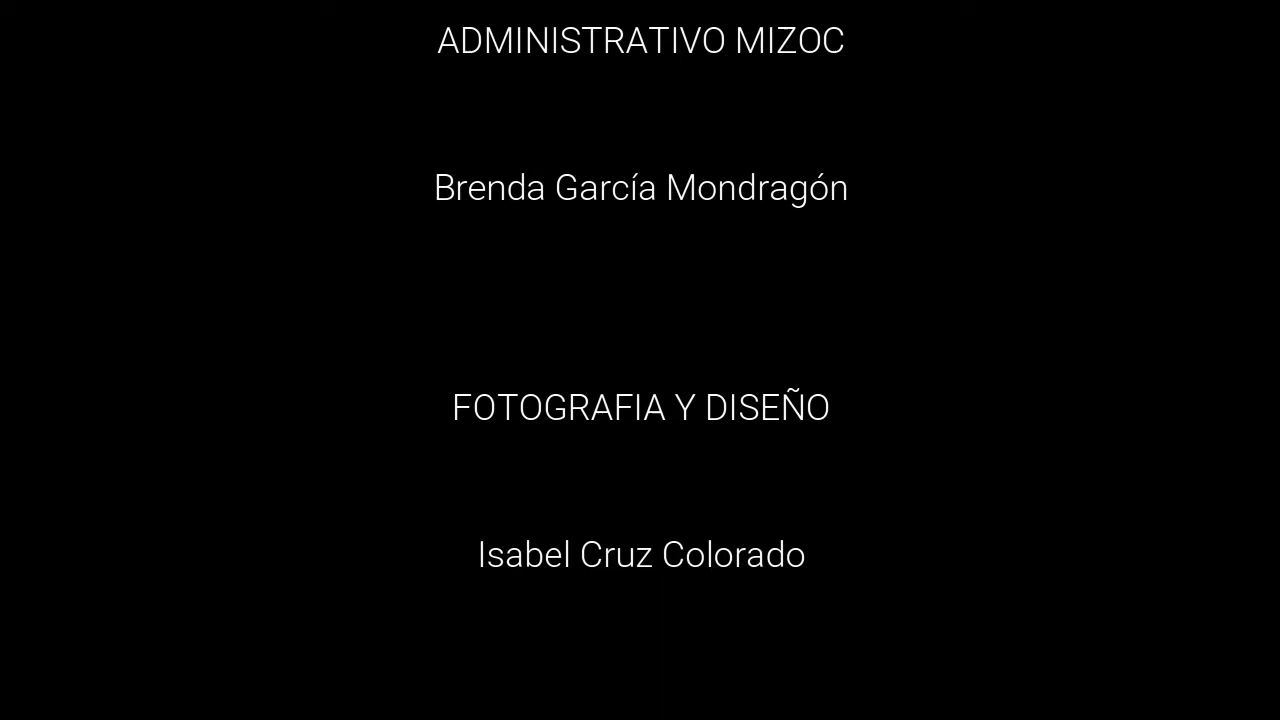 ADMINISTRATIVO MIZOC
Brenda García Mondragón
FOTOGRAFIA Y DISEÑO
Isabel Cruz Colorado